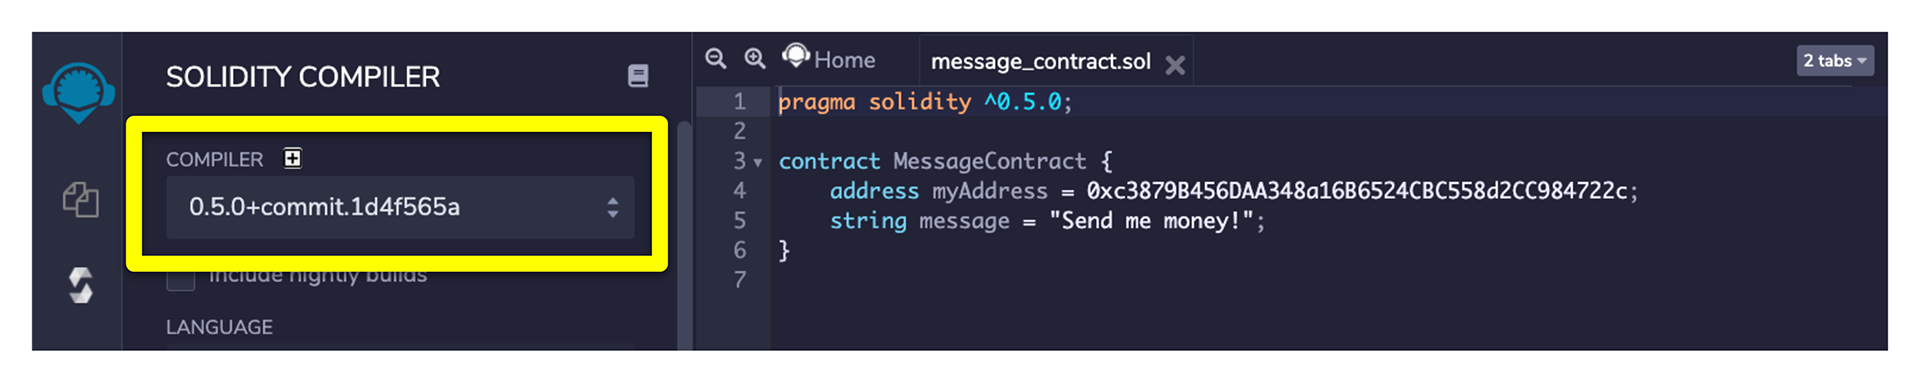 SOLIDITY COMPILER
COMPILER
0.5.0+commit.1d4f565a
Include nightly builds
LANGUAGE
Home
message_contract.sol
2 tabs
1 pragma solidity ^0.5.0;
2
3 contract MessageContract {
4 address myAddress = 0xc3879B456DAA348a16B6524CBC558d2CC984722c;
5 string message = "Send me money!";
6 }
7